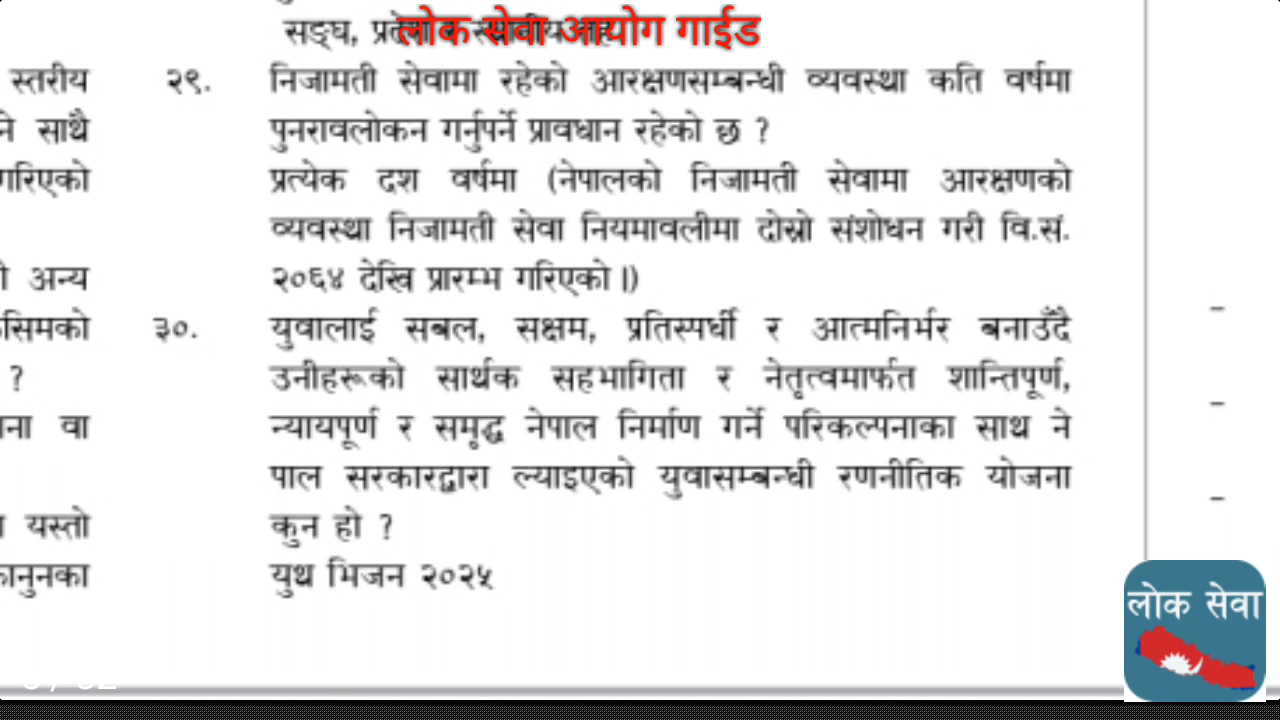 लोक सेवा आयोग गाईड
सङ्घ,
स्तरीय
ने साथै
गरिएको
अन्य
सिमको
?
ना वा
यस्तो
कानुनका
२९. निजामती सेवामा रहेको आरक्षणसम्बन्धी व्यवस्था कति वर्षमा
पुनरावलोकन गर्नुपर्ने प्रावधान रहेको छ ?
प्रत्येक दश वर्षमा (नेपालको निजामती सेवामा आरक्षणको
व्यवस्था निजामती सेवा नियमावलीमा दोस्रो संशोधन गरी वि.सं.
२०६४ देखि प्रारम्भ गरिएको।)
३०. युवालाई सबल, सक्षम, प्रतिस्पर्धी र आत्मनिर्भर बनाउँदै
उनीहरूको सार्थक सहभागिता र नेतृत्वमार्फत शान्तिपूर्ण,
न्यायपूर्ण र समृद्ध नेपाल निर्माण गर्ने परिकल्पनाका साथ ने
पाल सरकारद्वारा ल्याइएको युवासम्बन्धी रणनीतिक योजना
कुन हो ?
युथ भिजन २०२५
लोक सेवा